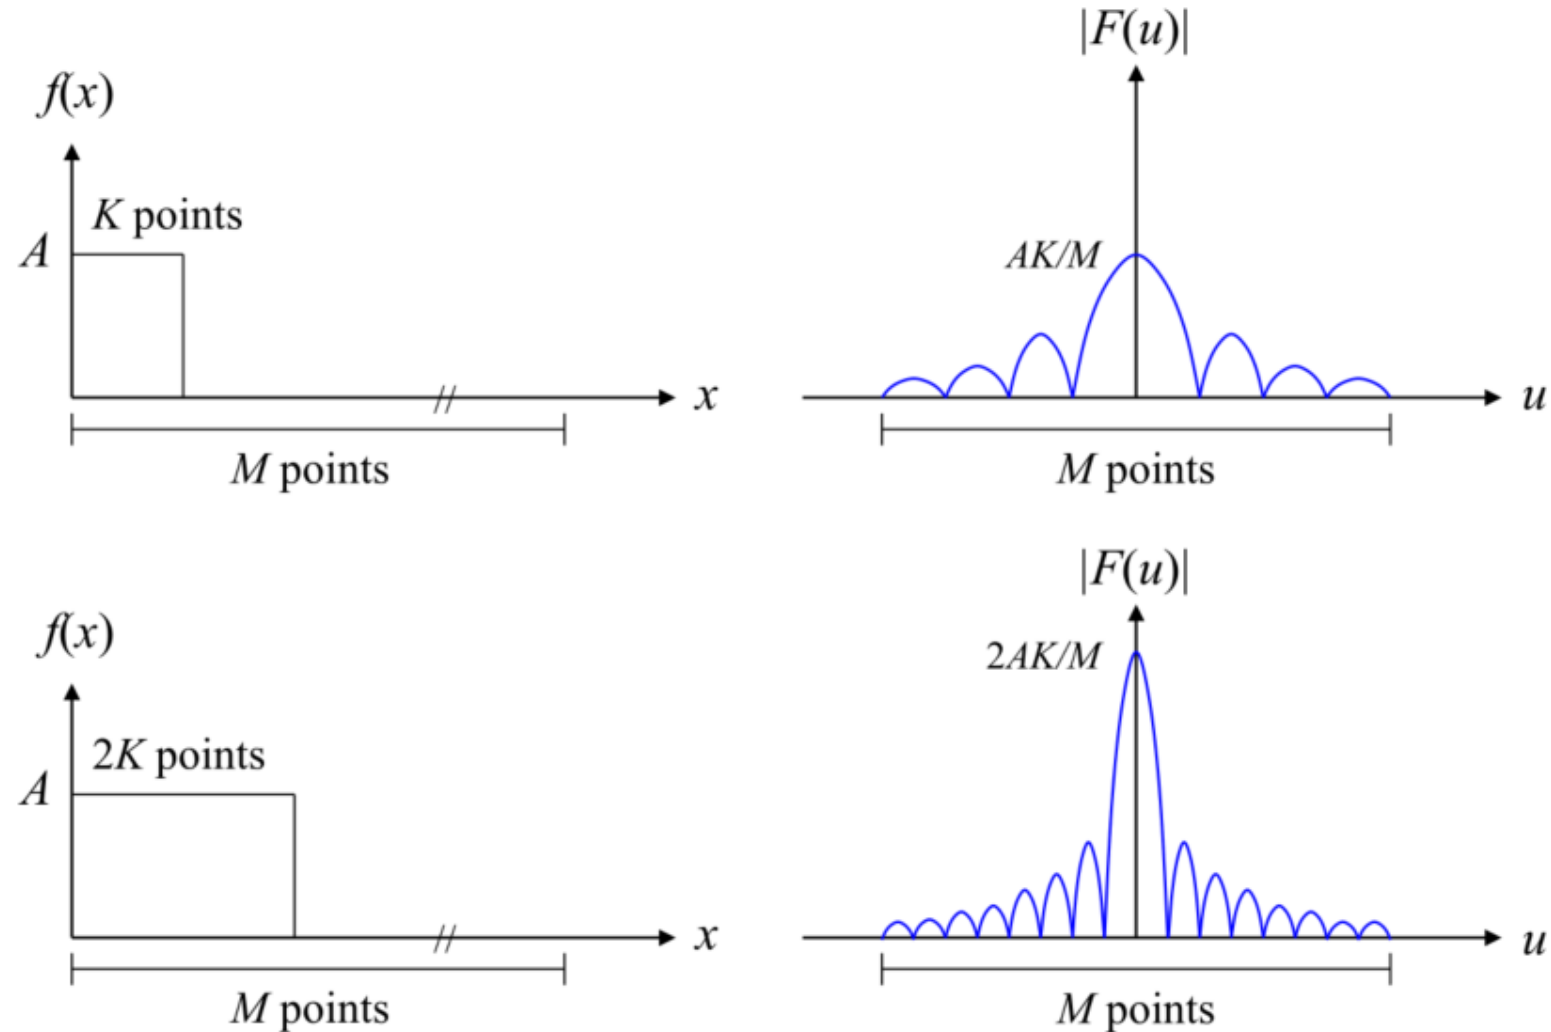 f(x)
K points
A
//
x
M points
|F(u)|
AK/M
u
M points
f(x)
2K points
A
//
x
M points
|F(u)|
2AK/M
u
M points